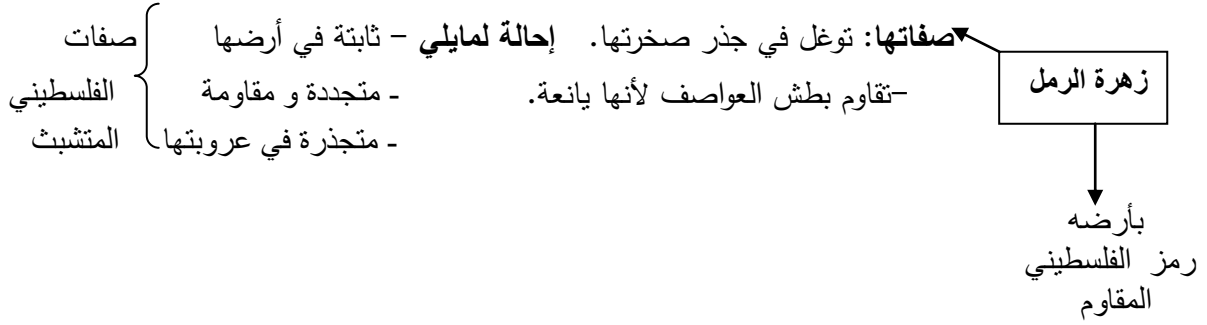 صفاتها: توغل في جذر صخرتها. إحالة لمايلي – ثابتة في أرضها صفات
زهرة الرمل
–تقاوم بطش العواصف لأنها يانعة. - متجددة و مقاومة الفلسطيني
- متجذرة في عروبتها المتشبث
بأرضه
رمز الفلسطيني
المقاوم